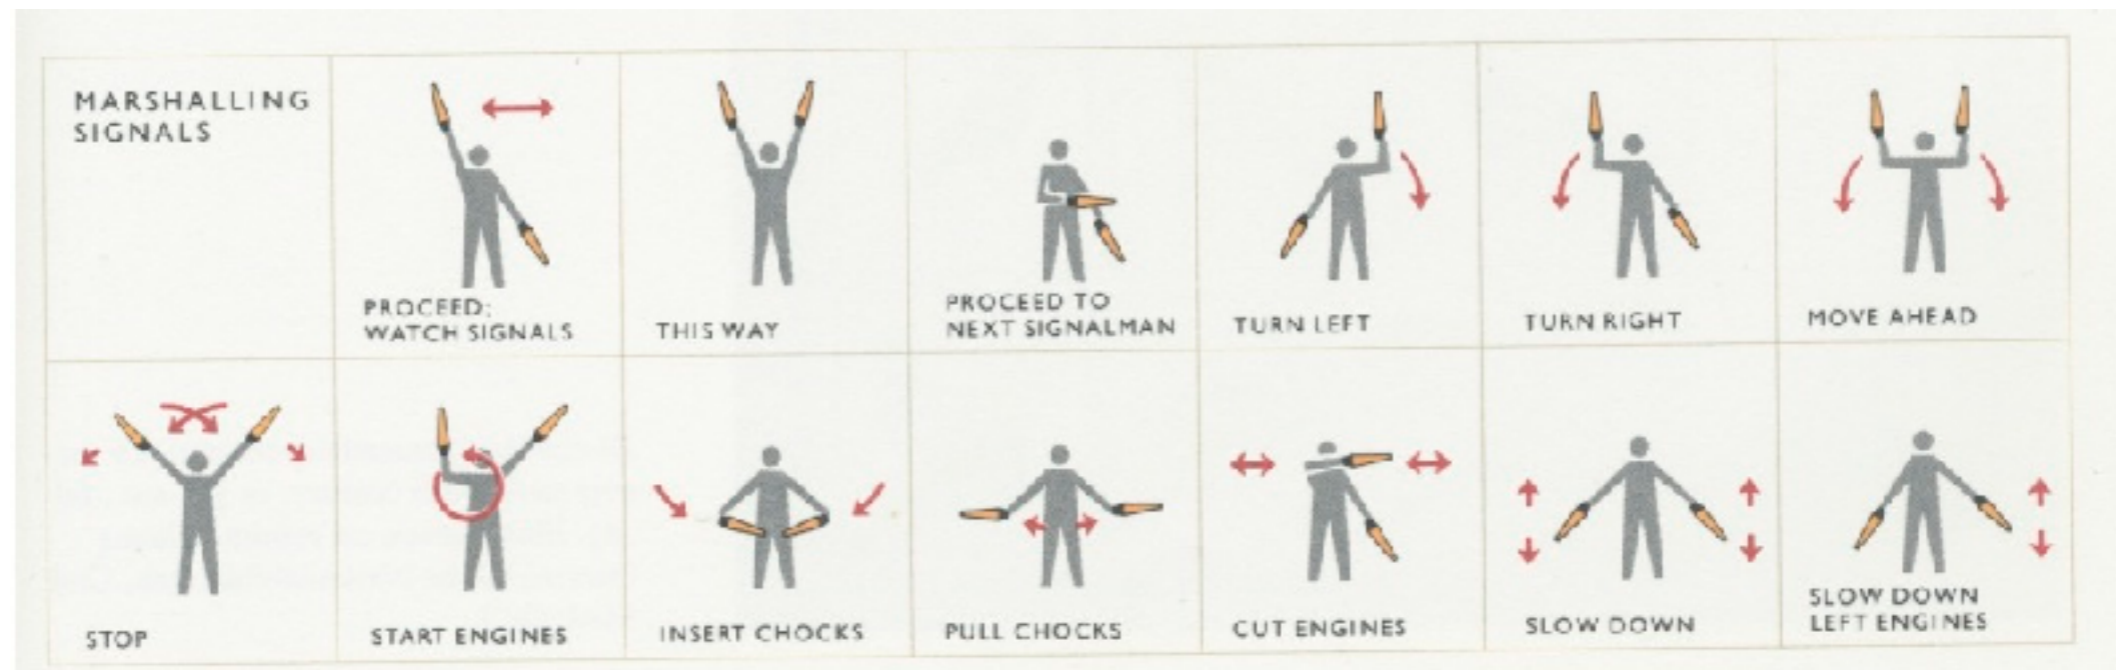 MARSHALLING
SIGNALS
PROCEED:
WATCH SIGNALS
THIS WAY
PROCEED TO
NEXT SIGNALMAN
TURN LEFT
TURN RIGHT
MOVE AHEAD
STOP
START ENGINES
INSERT CHOCKS
PULL CHOCKS
CUT ENGINES
SLOW DOWN
SLOW DOWN
LEFT ENGINES